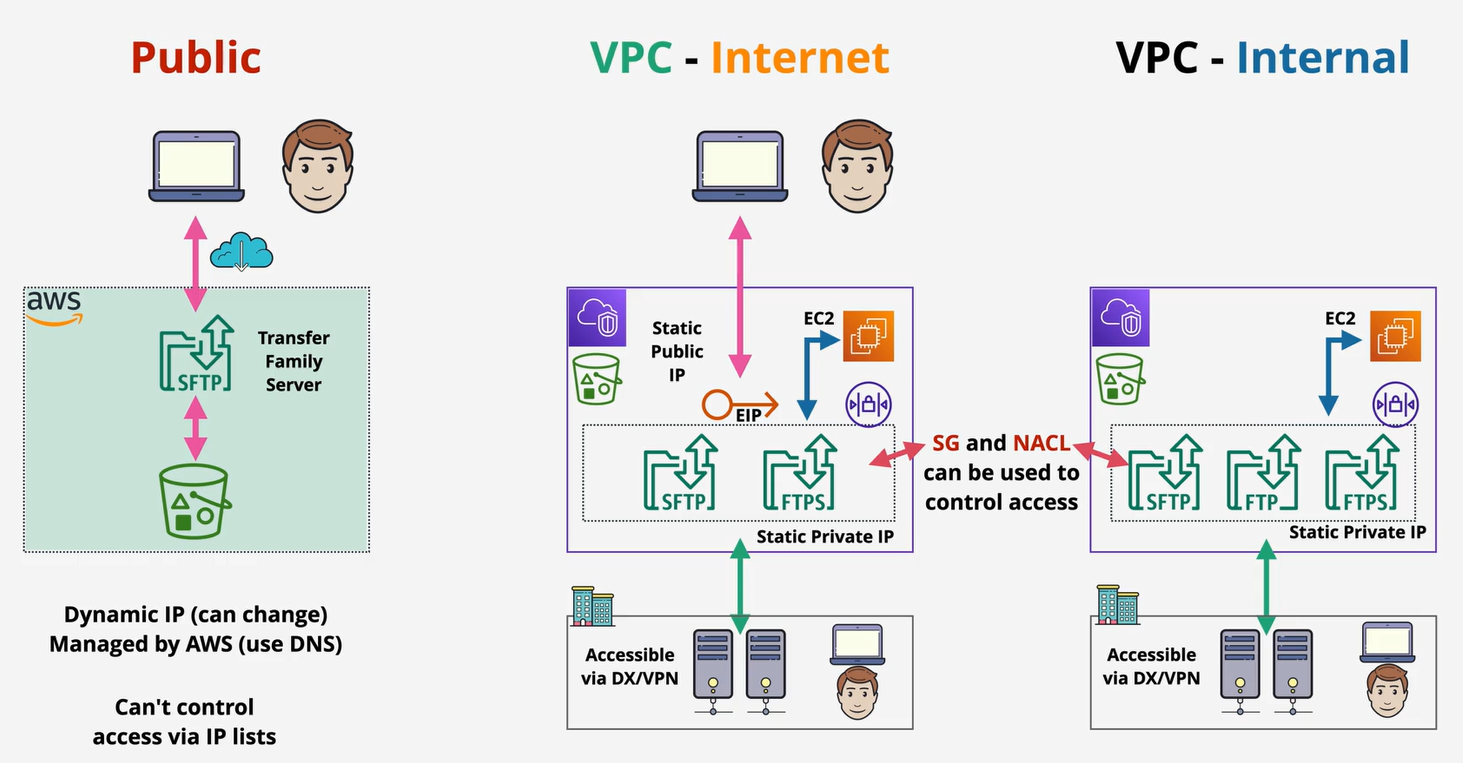 Public
aws
SFTP
Transfer
Family
Server
Dynamic IP (can change)
Managed by AWS (use DNS)
Can't control
access via IP lists
VPC - Internet
Static
Public
IP
EC2
EIP
SFTP
FTPS
Static Private IP
Accessible
via DX/VPN
SG and NACL
can be used to
control access
VPC - Internal
EC2
SFTP
FTP
FTPS
Static Private IP
Accessible
via DX/VPN